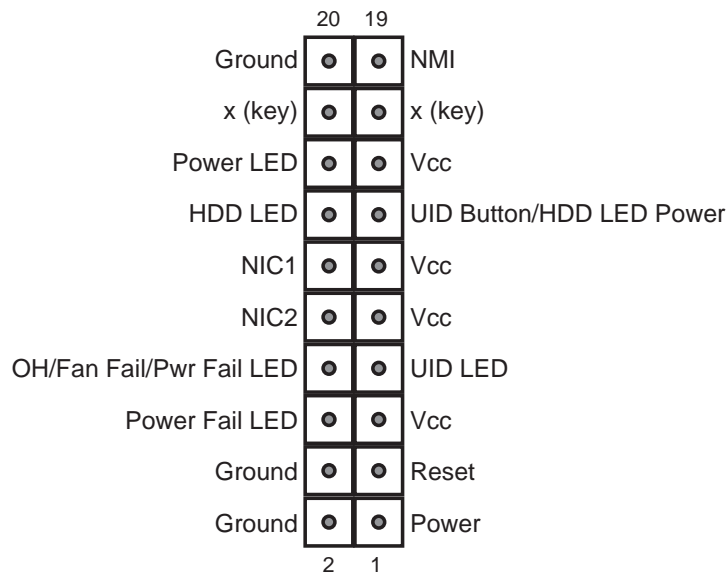 20 19
Ground NMI
x (key) x (key)
Power LED Vcc
HDD LED UID Button/HDD LED Power
NIC1 Vcc
NIC2 Vcc
OH/Fan Fail/Pwr Fail LED UID LED
Power Fail LED Vcc
Ground Reset
Ground Power
2 1